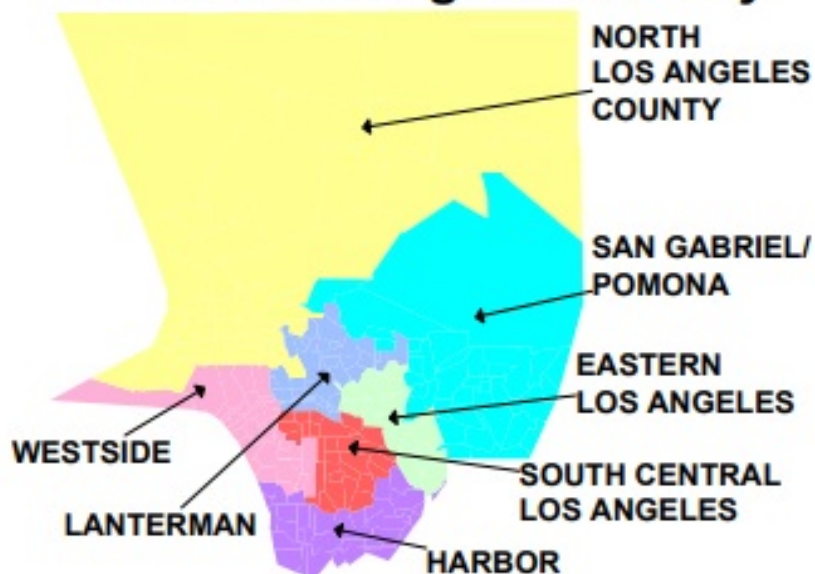 NORTH
LOS ANGELES
COUNTY
SAN GABRIEL/
POMONA
EASTERN
LOS ANGELES
WESTSIDE
SOUTH CENTRAL
LOS ANGELES
LANTERMAN
HARBOR